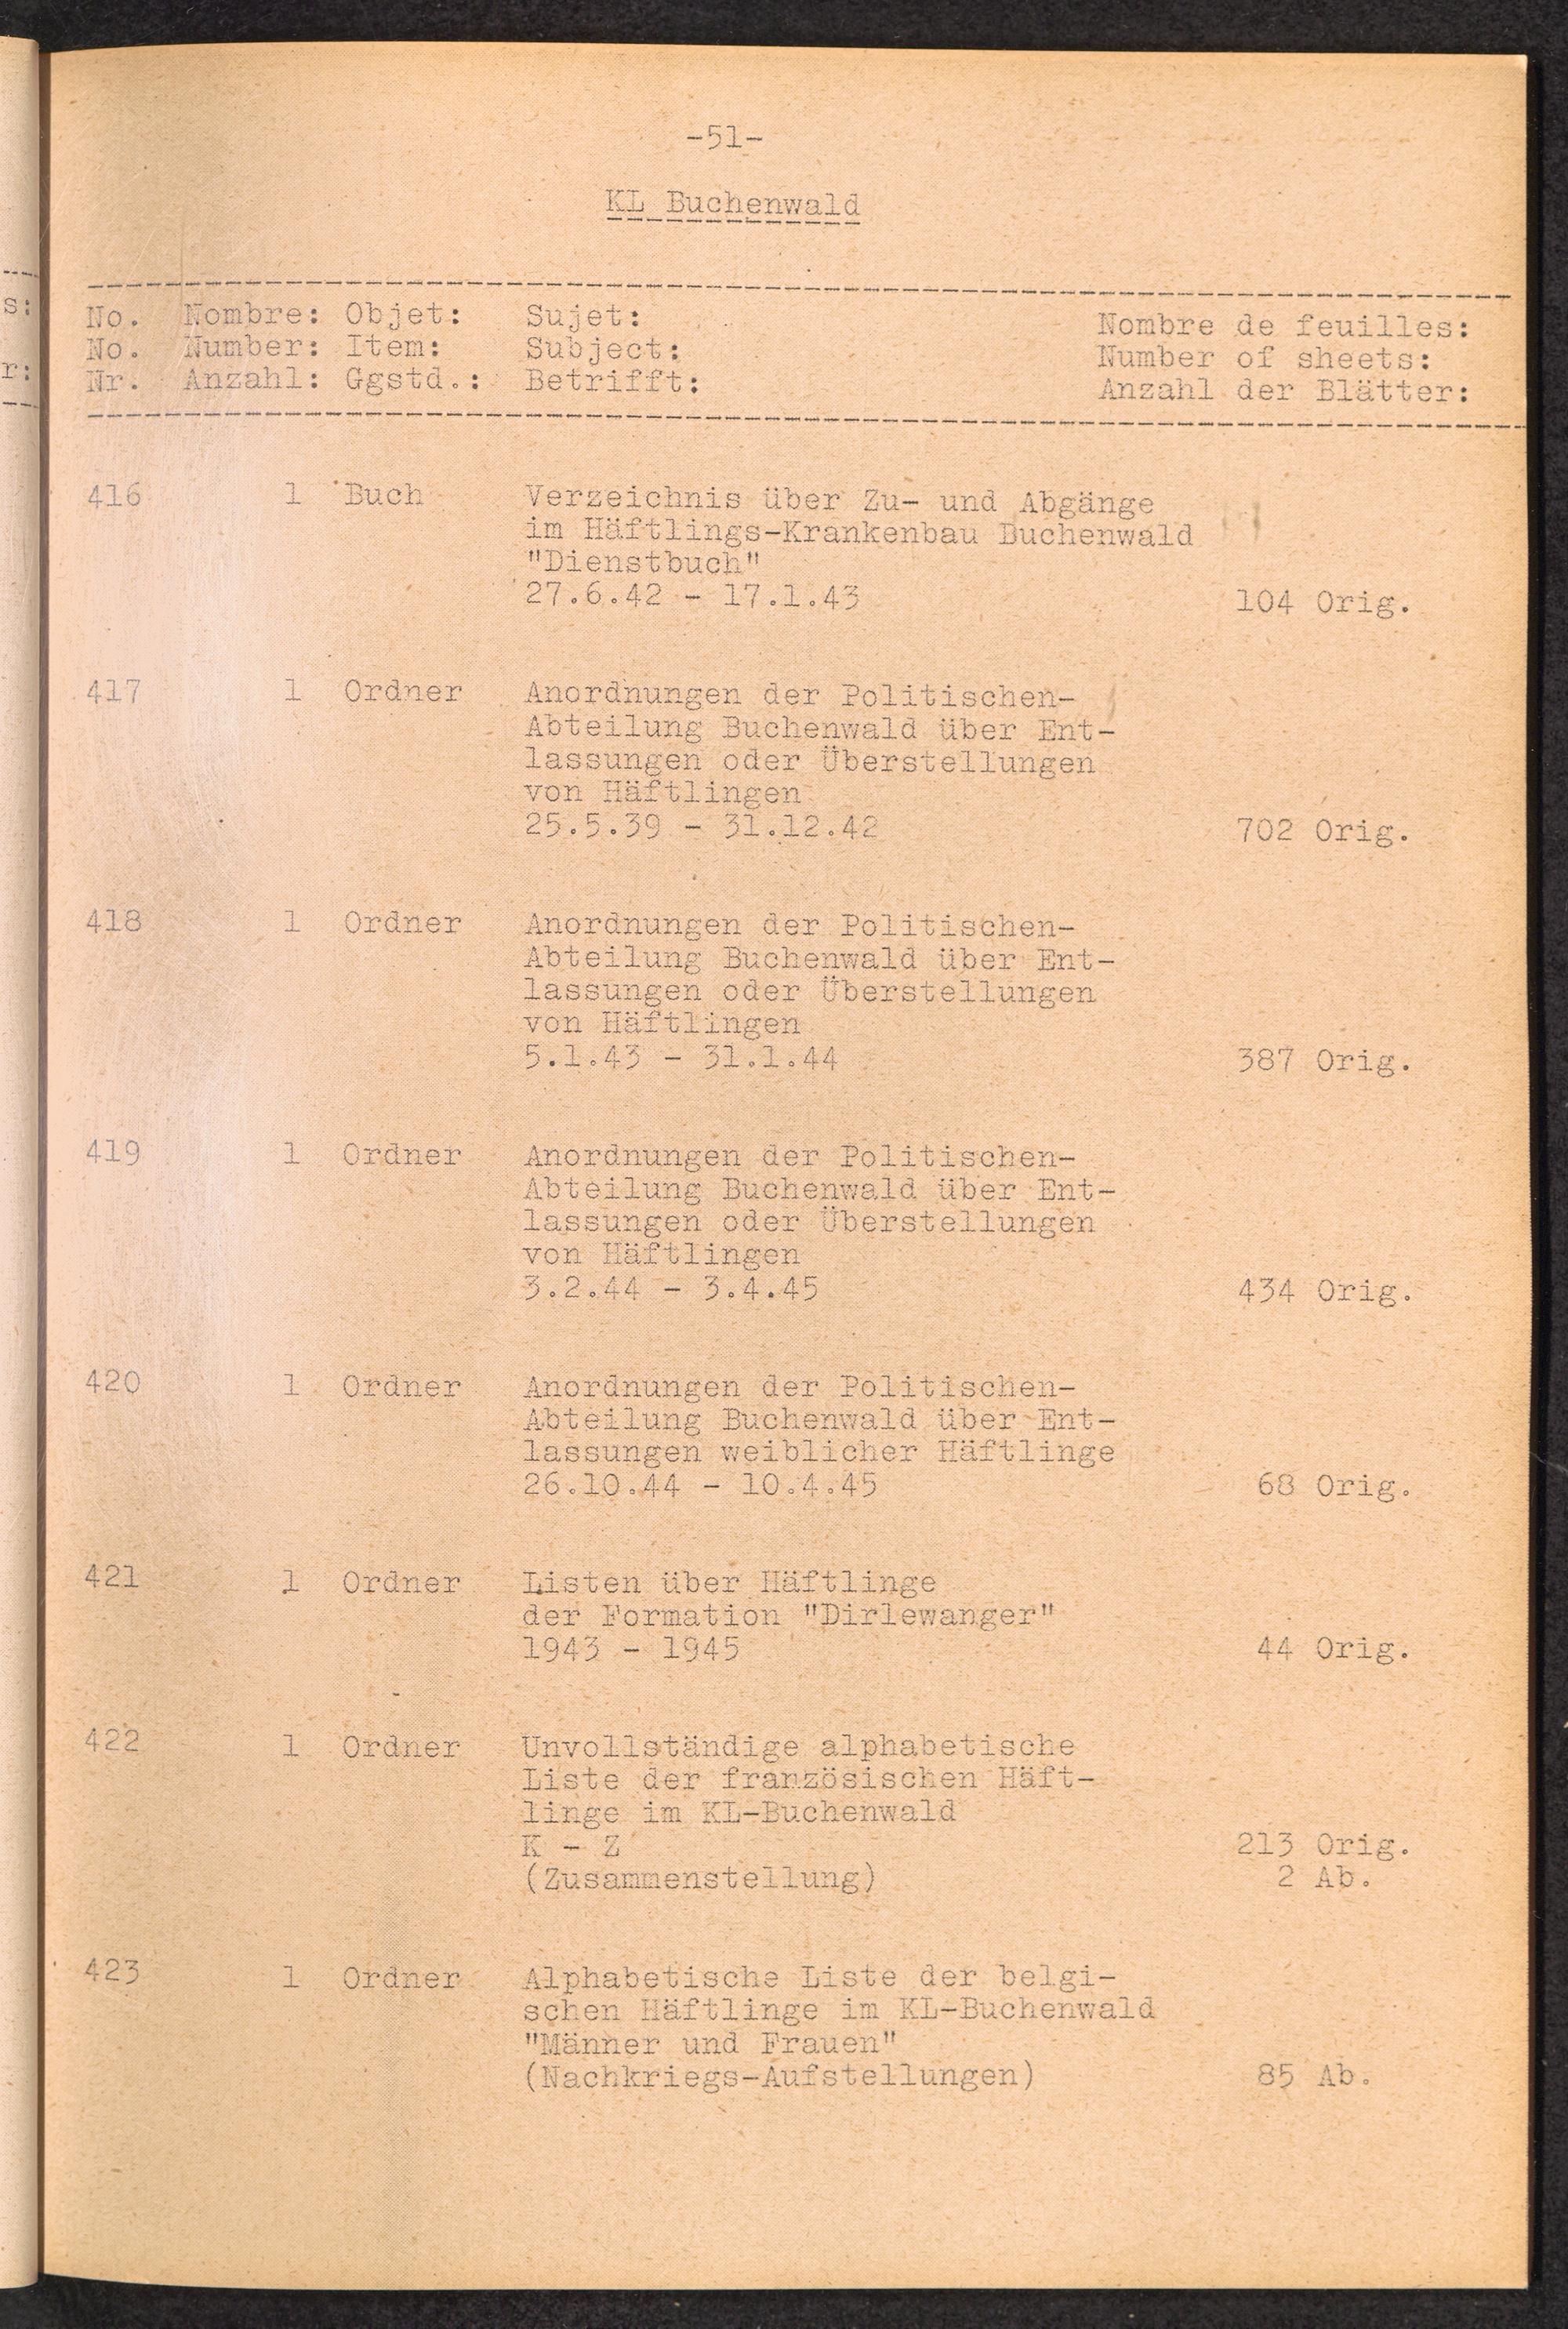 -51-
KL Buchenwald
No. Nombre: Objet: Sujet: Nombre de feuilles:
No. Number: Item: Subject: Number of sheets:
Nr. Anzahl: Ggstd.: Betrifft: Anzahl der Blätter:
416 1 Buch Verzeichnis über Zu- und Abgänge
im Häftlings-Krankenbau Buchenwald
"Dienstbuch"
27.6.42 - 17.1.43 104 Orig.
417 1 Ordner Anordnungen der Politischen-
Abteilung Buchenwald über Ent-
lassungen oder Überstellungen
von Häftlingen
25.5.39 - 31.12.42 702 Orig.
418 1 Ordner Anordnungen der Politischen-
Abteilung Buchenwald über Ent-
lassungen oder Überstellungen
von Häftlingen
5.1.43 - 31.1.44 387 Orig.
419 1 Ordner Anordnungen der Politischen-
Abteilung Buchenwald über Ent-
lassungen oder Überstellungen
von Häftlingen
3.2.44 - 3.4.45 434 Orig.
420 1 Ordner Anordnungen der Politischen-
Abteilung Buchenwald über Ent-
lassungen weiblicher Häftlinge
26.10.44 - 10.4.45 68 Orig.
421 1 Ordner Listen über Häftlinge
der Formation "Dirlewanger"
1943 - 1945 44 Orig.
422 1 Ordner Unvollständige alphabetische
Liste der französischen Häft-
linge im KL-Buchenwald
K - Z 213 Orig.
(Zusammenstellung) 2 Ab.
423 1 Ordner Alphabetische Liste der belgi-
schen Häftlinge im KL-Buchenwald
"Männer und Frauen"
(Nachkriegs-Aufstellungen) 85 Ab.